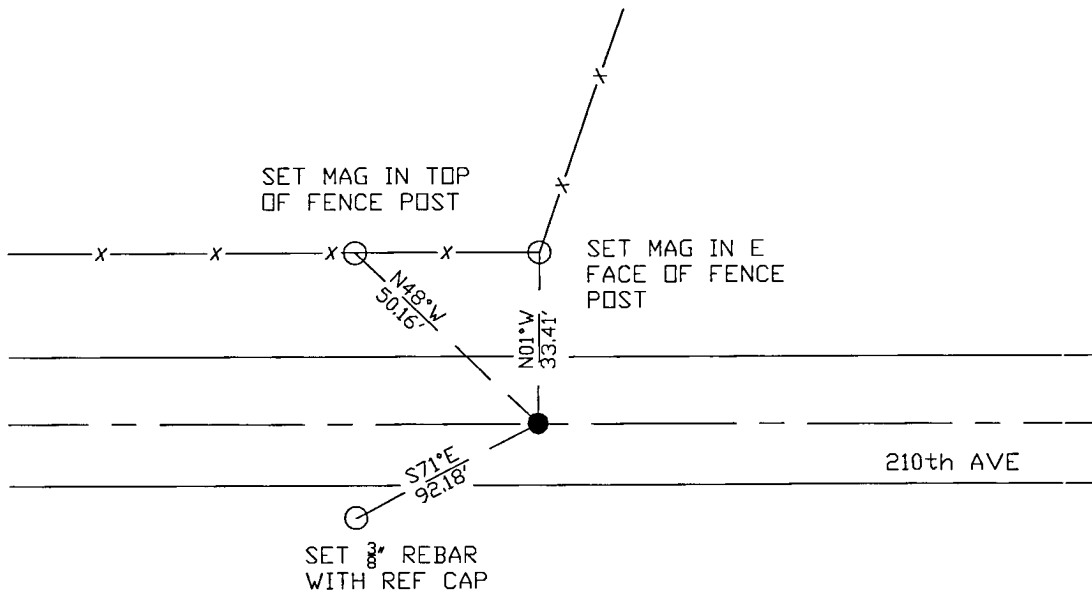 SET MAG IN TOP
OF FENCE POST
SET MAG IN E
FACE OF FENCE
POST
N48°W
50.16'
N01°W
33.41'
210th AVE
S71°E
92.18'
SET 3/8" REBAR
WITH REF CAP